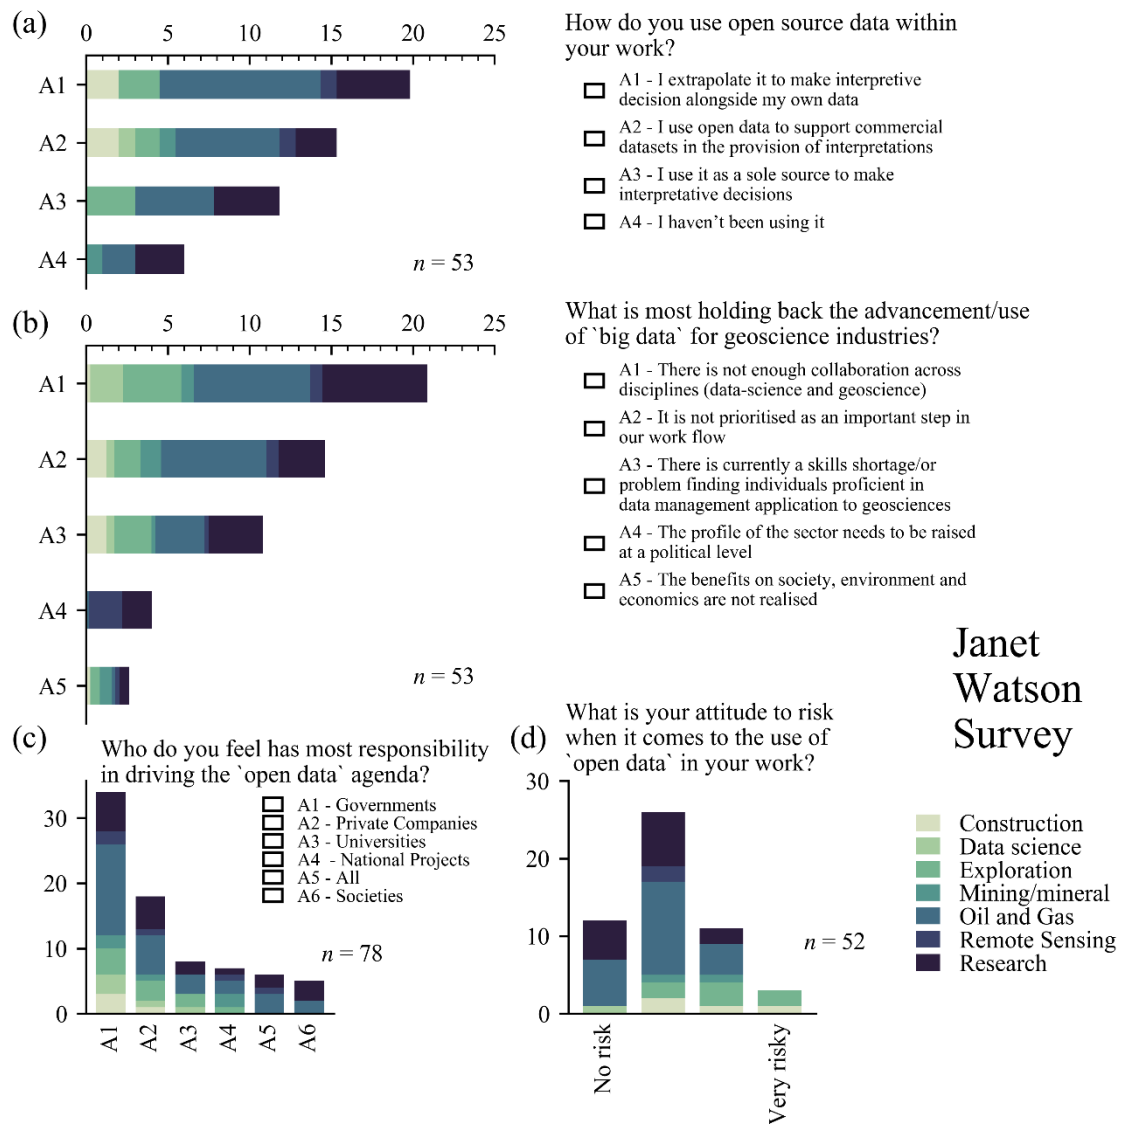 (a)
0 5 10 15 20 25
A1
A2
A3
A4
n = 53
How do you use open source data within
your work?
A1 - I extrapolate it to make interpretive
decision alongside my own data
A2 - I use open data to support commercial
datasets in the provision of interpretations
A3 - I use it as a sole source to make
interpretative decisions
A4 - I haven’t been using it
(b)
0 5 10 15 20 25
A1
A2
A3
A4
A5
n = 53
What is most holding back the advancement/use
of `big data` for geoscience industries?
A1 - There is not enough collaboration across
disciplines (data-science and geoscience)
A2 - It is not prioritised as an important step in
our work flow
A3 - There is currently a skills shortage/or
problem finding individuals proficient in
data management application to geosciences
A4 - The profile of the sector needs to be raised
at a political level
A5 - The benefits on society, environment and
economics are not realised
Janet
Watson
Survey
(c)
Who do you feel has most responsibility
in driving the `open data` agenda?
A1 - Governments
A2 - Private Companies
A3 - Universities
A4 - National Projects
A5 - All
A6 - Societies
n = 78
30
20
10
0
A1 A2 A3 A4 A5 A6
(d)
What is your attitude to risk
when it comes to the use of
`open data` in your work?
30
20
10
0
n = 52
No risk
Very risky
Construction
Data science
Exploration
Mining/mineral
Oil and Gas
Remote Sensing
Research